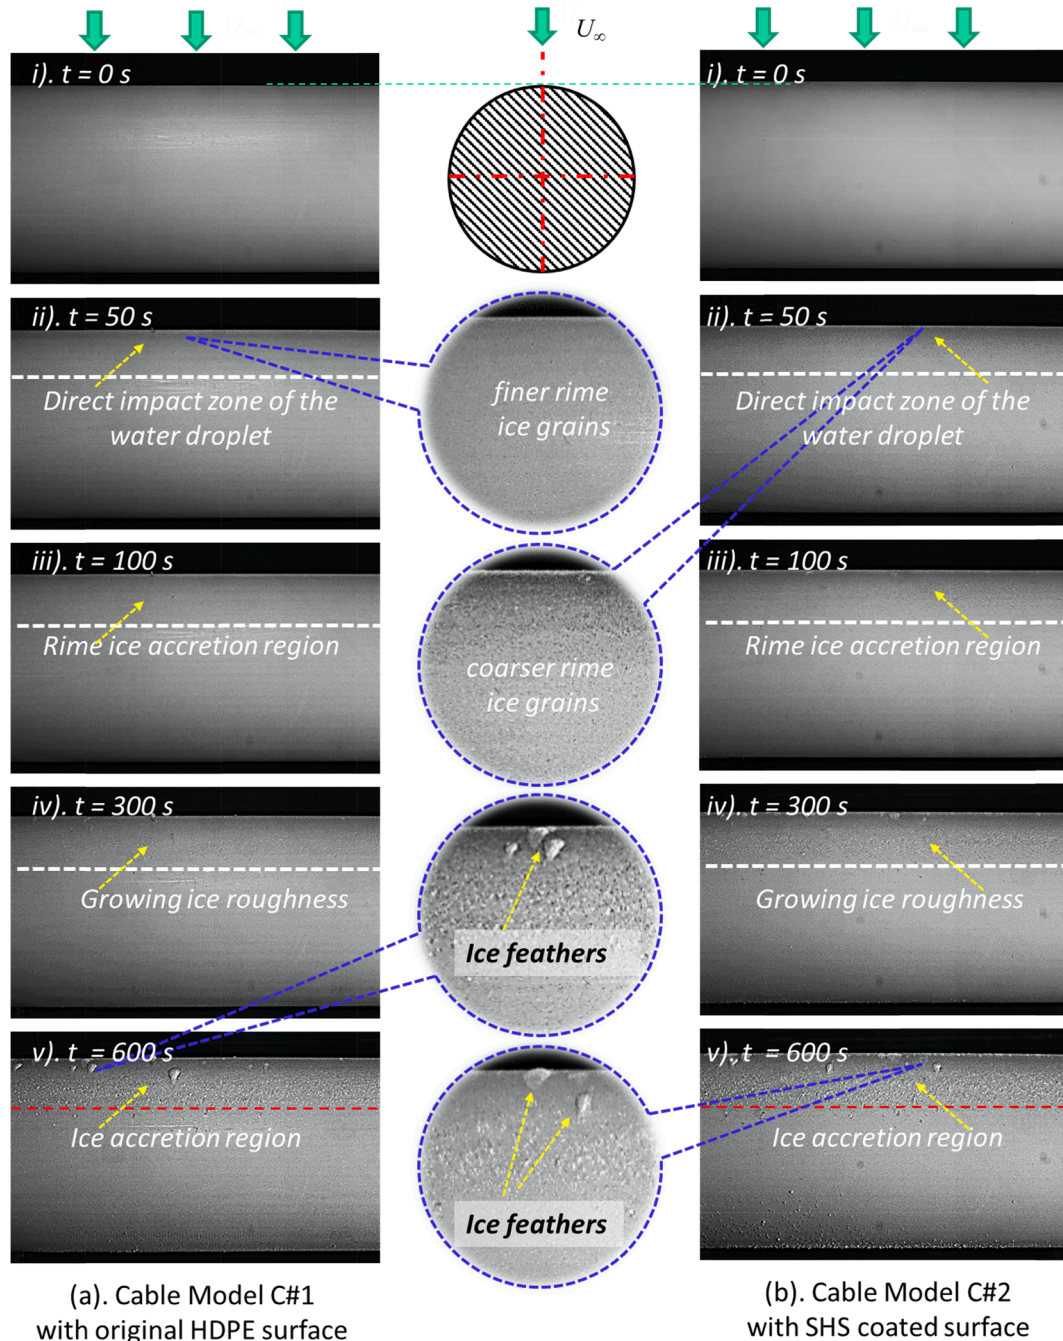 U∞
i). t = 0 s
ii). t = 50 s
Direct impact zone of the
water droplet
iii). t = 100 s
Rime ice accretion region
iv). t = 300 s
Growing ice roughness
v). t = 600 s
Ice accretion region
(a). Cable Model C#1
with original HDPE surface
finer rime
ice grains
coarser rime
ice grains
Ice feathers
Ice feathers
i). t = 0 s
ii). t = 50 s
Direct impact zone of the
water droplet
iii). t = 100 s
Rime ice accretion region
iv). t = 300 s
Growing ice roughness
v). t = 600 s
Ice accretion region
(b). Cable Model C#2
with SHS coated surface